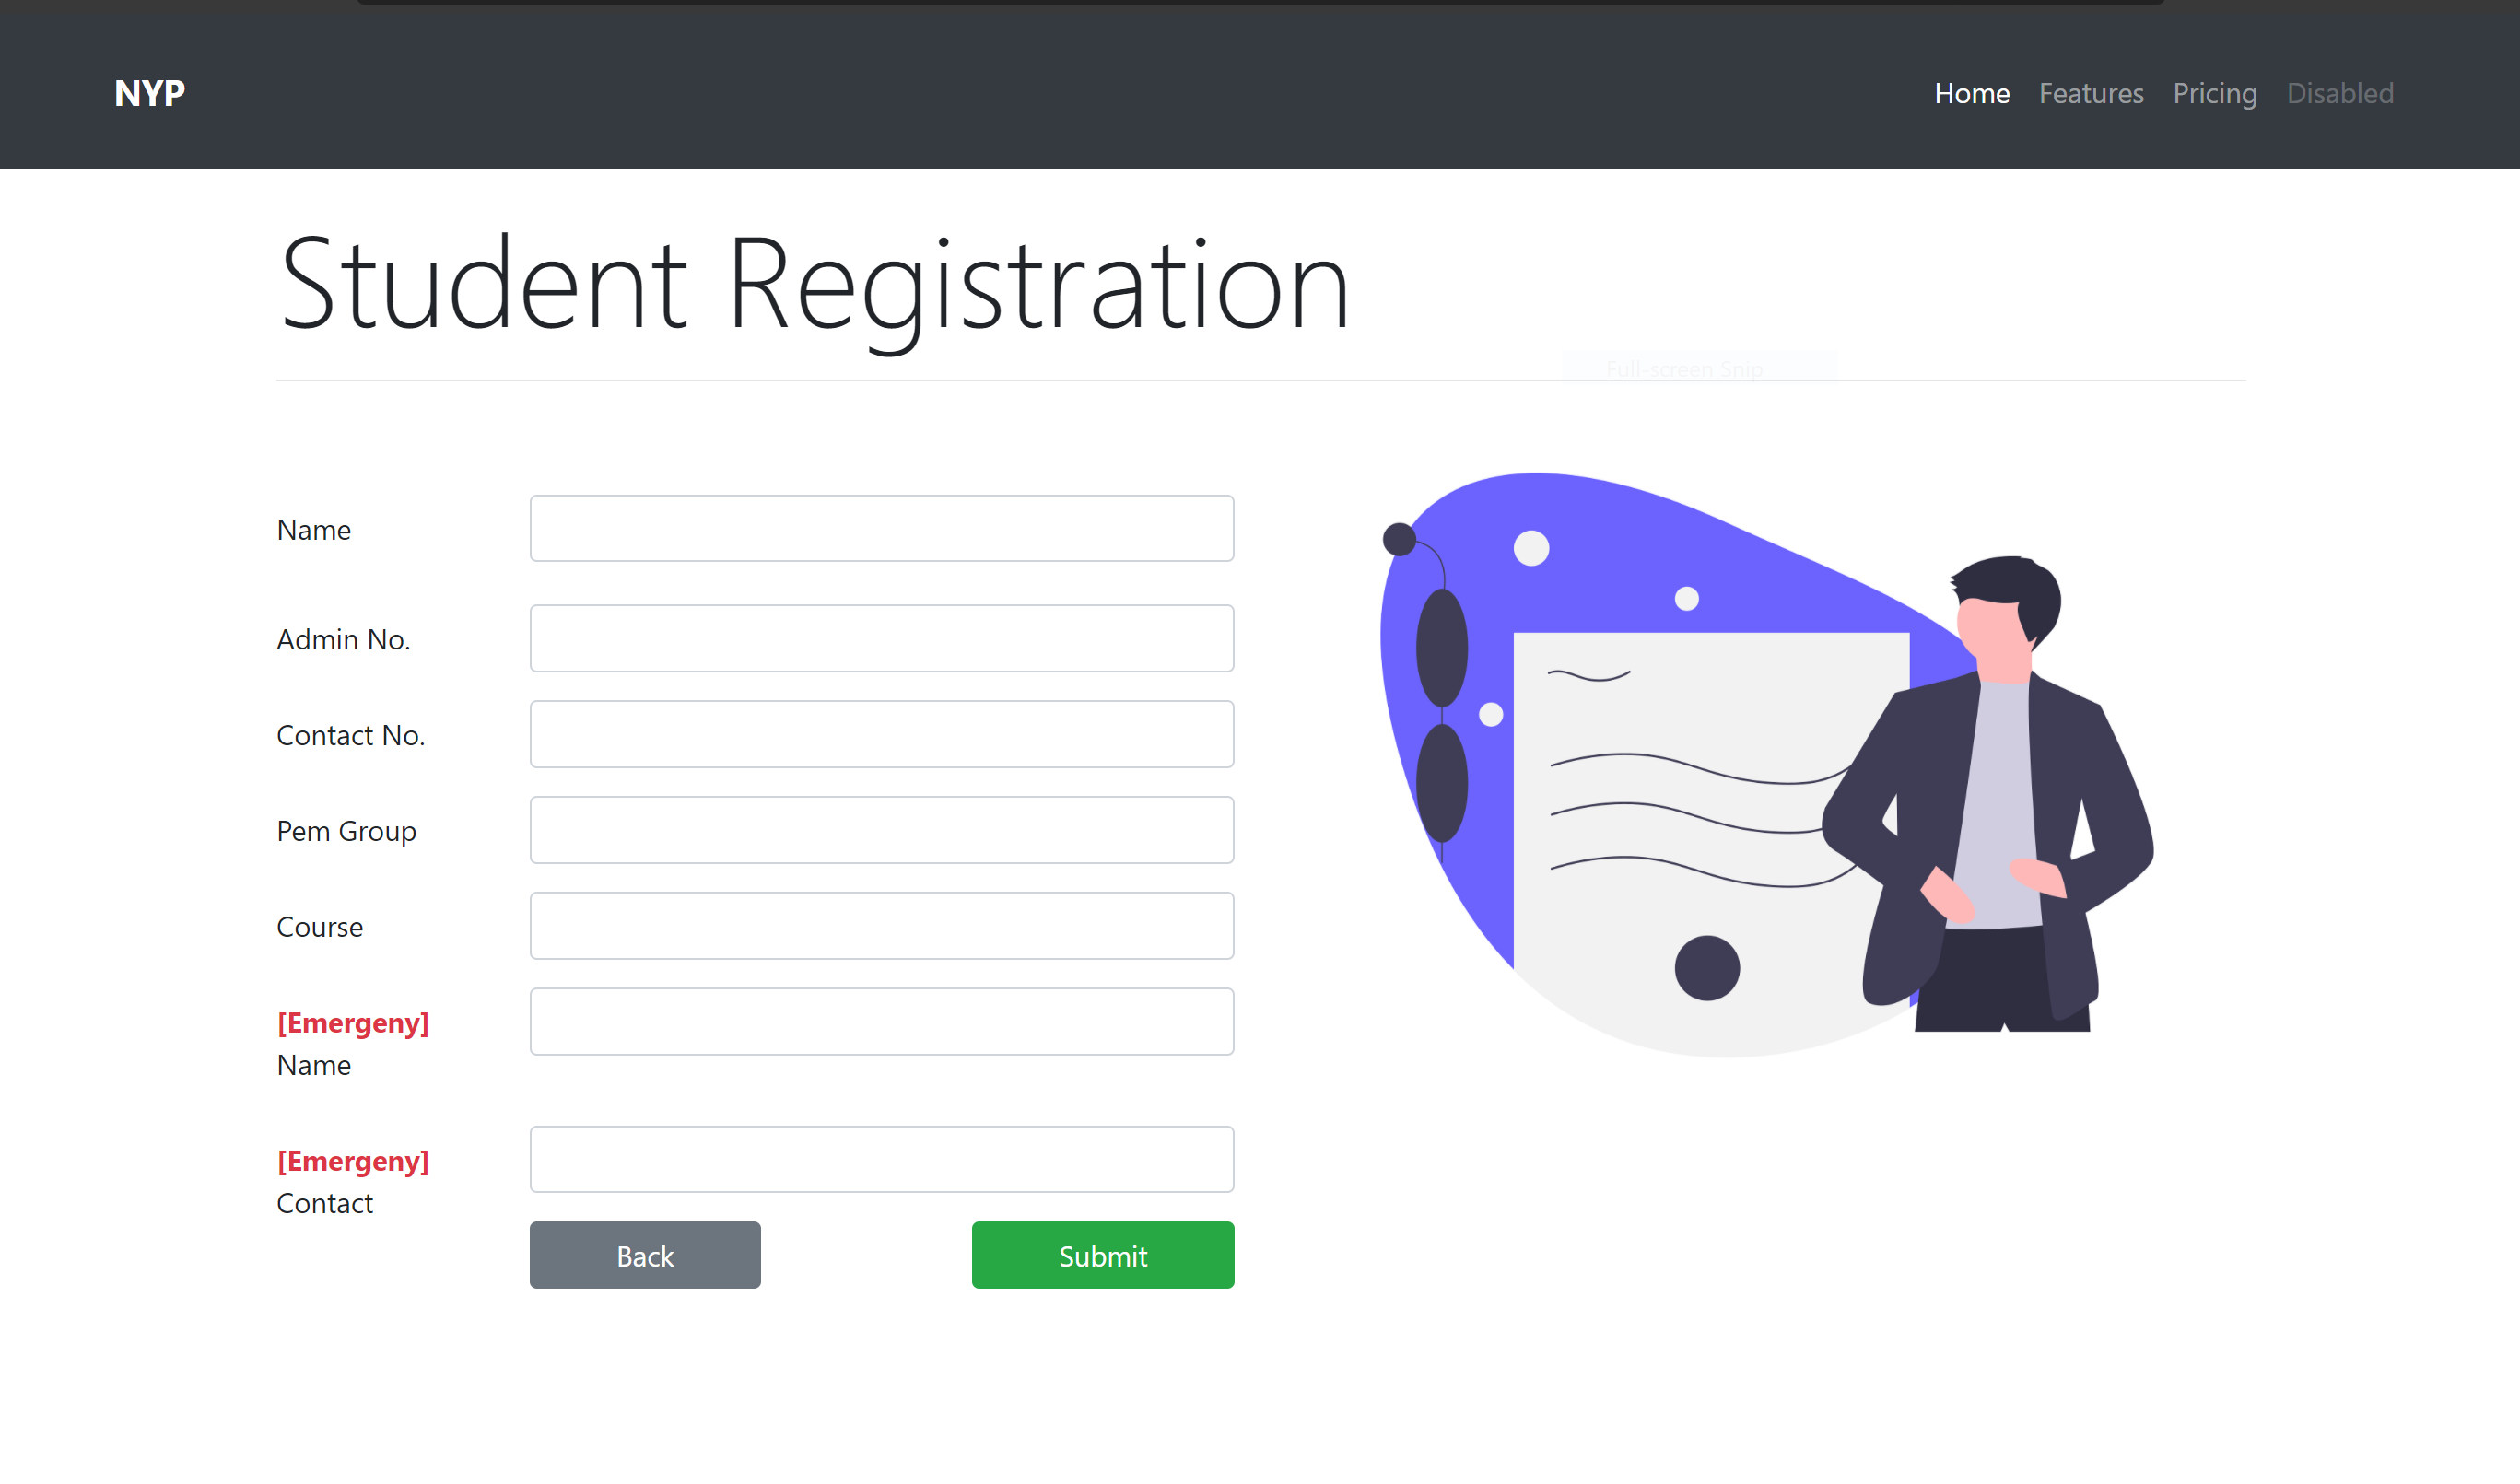 NYP
Home Features Pricing Disabled
Student Registration
Full-screen Snip
Name
Admin No.
Contact No.
Pem Group
Course
[Emergeny]
Name
[Emergeny]
Contact
Back Submit